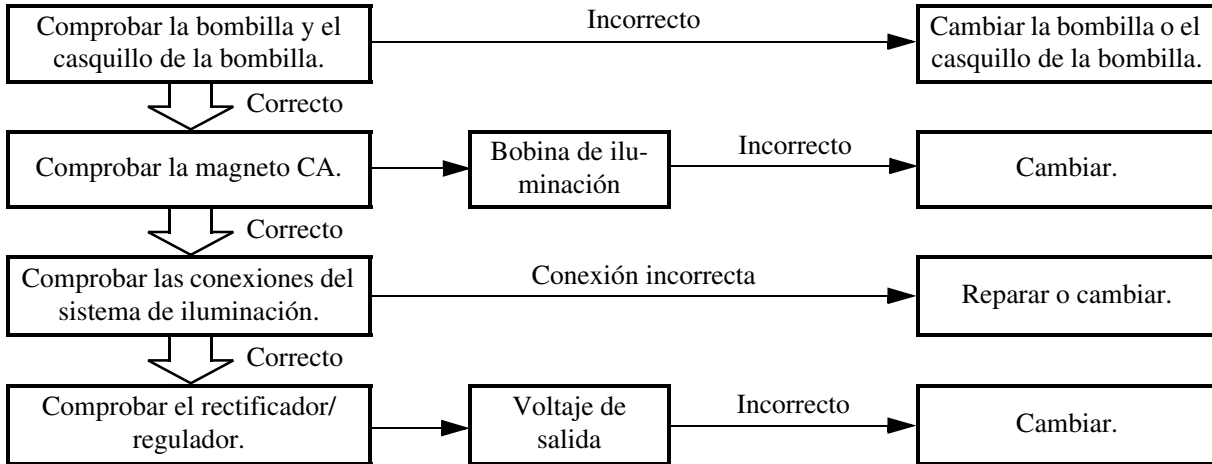 Comprobar la bombilla y el
casquillo de la bombilla.
Incorrecto
Cambiar la bombilla o el
casquillo de la bombilla.
Correcto
Comprobar la magneto CA.
Bobina de ilu-
minación
Incorrecto
Cambiar.
Correcto
Comprobar las conexiones del
sistema de iluminación.
Conexión incorrecta
Reparar o cambiar.
Correcto
Comprobar el rectificador/
regulador.
Voltaje de
salida
Incorrecto
Cambiar.